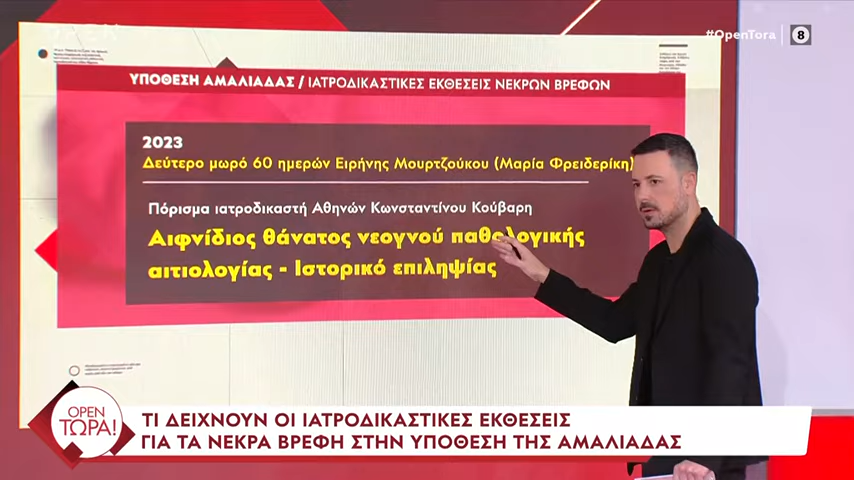 OPEN
#OpenTora
8
ΥΠΟΘΕΣΗ ΑΜΑΛΙΑΔΑΣ / ΙΑΤΡΟΔΙΚΑΣΤΙΚΕΣ ΕΚΘΕΣΕΙΣ ΝΕΚΡΩΝ ΒΡΕΦΩΝ
2023
Δεύτερο μωρό 60 ημερών Ειρήνης Μουρτζούκου (Μαρία Φρειδερίκη)
Πόρισμα ιατροδικαστή Αθηνών Κωνσταντίνου Κούβαρη
Αιφνίδιος θάνατος νεογνού παθολογικής
αιτιολογίας - Ιστορικό επιληψίας
OPEN
ΤΩΡΑ!
ΤΙ ΔΕΙΧΝΟΥΝ ΟΙ ΙΑΤΡΟΔΙΚΑΣΤΙΚΕΣ ΕΚΘΕΣΕΙΣ
ΓΙΑ ΤΑ ΝΕΚΡΑ ΒΡΕΦΗ ΣΤΗΝ ΥΠΟΘΕΣΗ ΤΗΣ ΑΜΑΛΙΑΔΑΣ